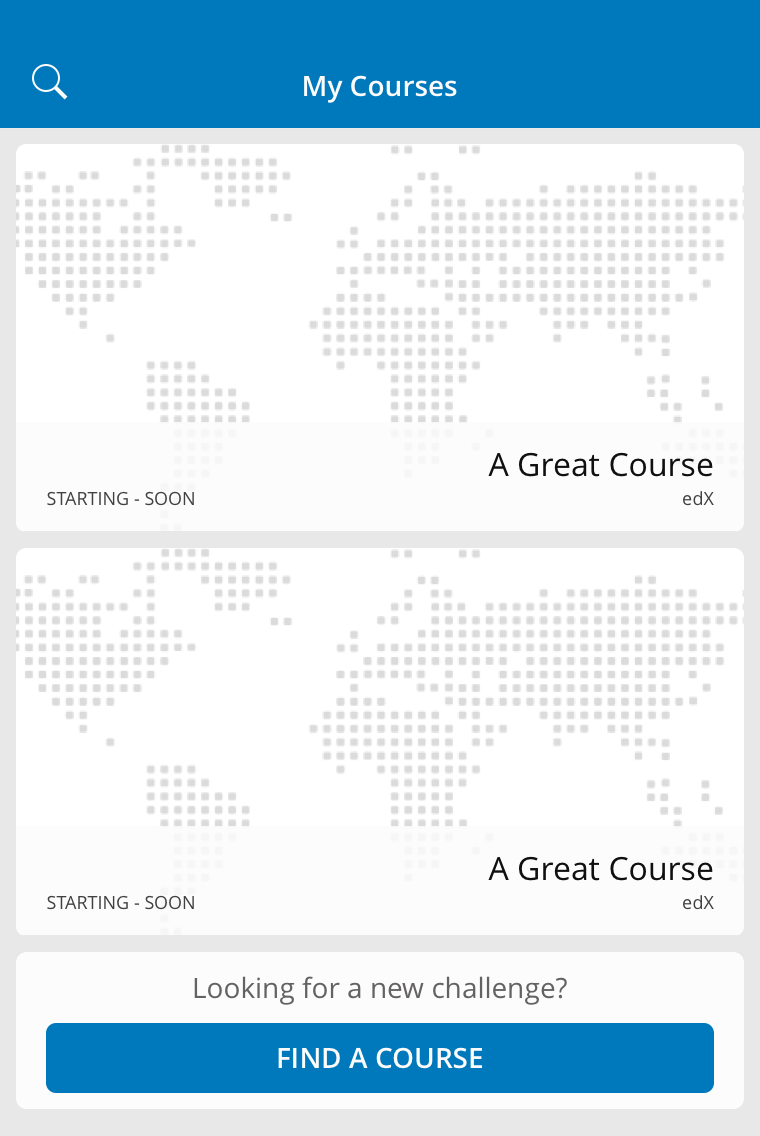 My Courses
A Great Course
STARTING - SOON
edX
A Great Course
STARTING - SOON
edX
Looking for a new challenge?
FIND A COURSE